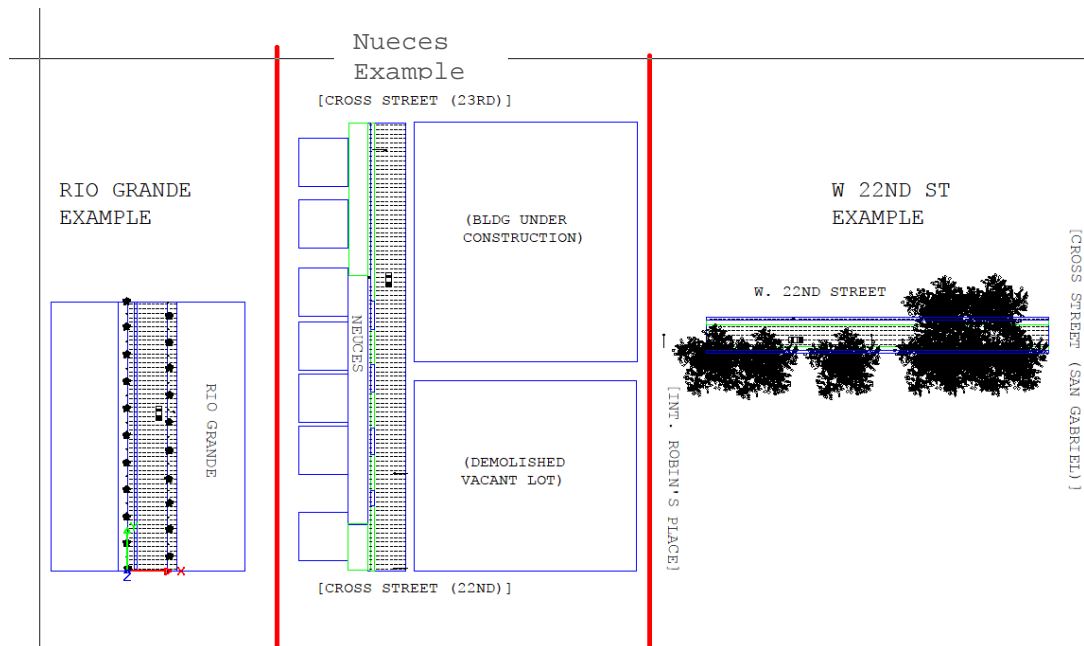 Nueces
Example
[CROSS STREET (23RD)]
RIO GRANDE
EXAMPLE
W 22ND ST
EXAMPLE
(BLDG UNDER
CONSTRUCTION)
[CROSS STREET (SAN GABRIEL)]
W. 22ND STREET
NEUCES
RIO GRANDE
[INT. ROBIN'S PLACE]
(DEMOLISHED
VACANT LOT)
Y
X
Z
[CROSS STREET (22ND)]